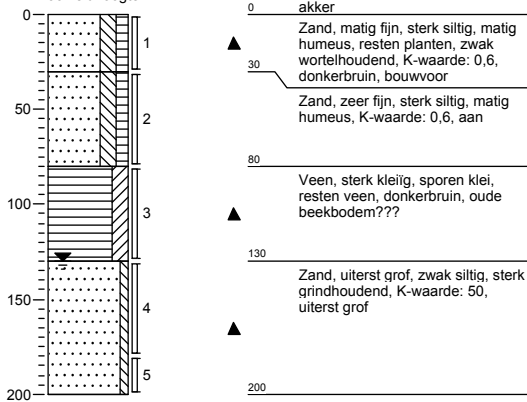 0
akker
Zand, matig fijn, sterk siltig, matig
humeus, resten planten, zwak
wortelhoudend, K-waarde: 0,6,
donkerbruin, bouwvoor
30
Zand, zeer fijn, sterk siltig, matig
humeus, K-waarde: 0,6, aan
80
Veen, sterk kleiïg, sporen klei,
resten veen, donkerbruin, oude
beekbodem???
130
Zand, uiterst grof, zwak siltig, sterk
grindhoudend, K-waarde: 50,
uiterst grof
200
0
50
100
150
200
1
2
3
4
5